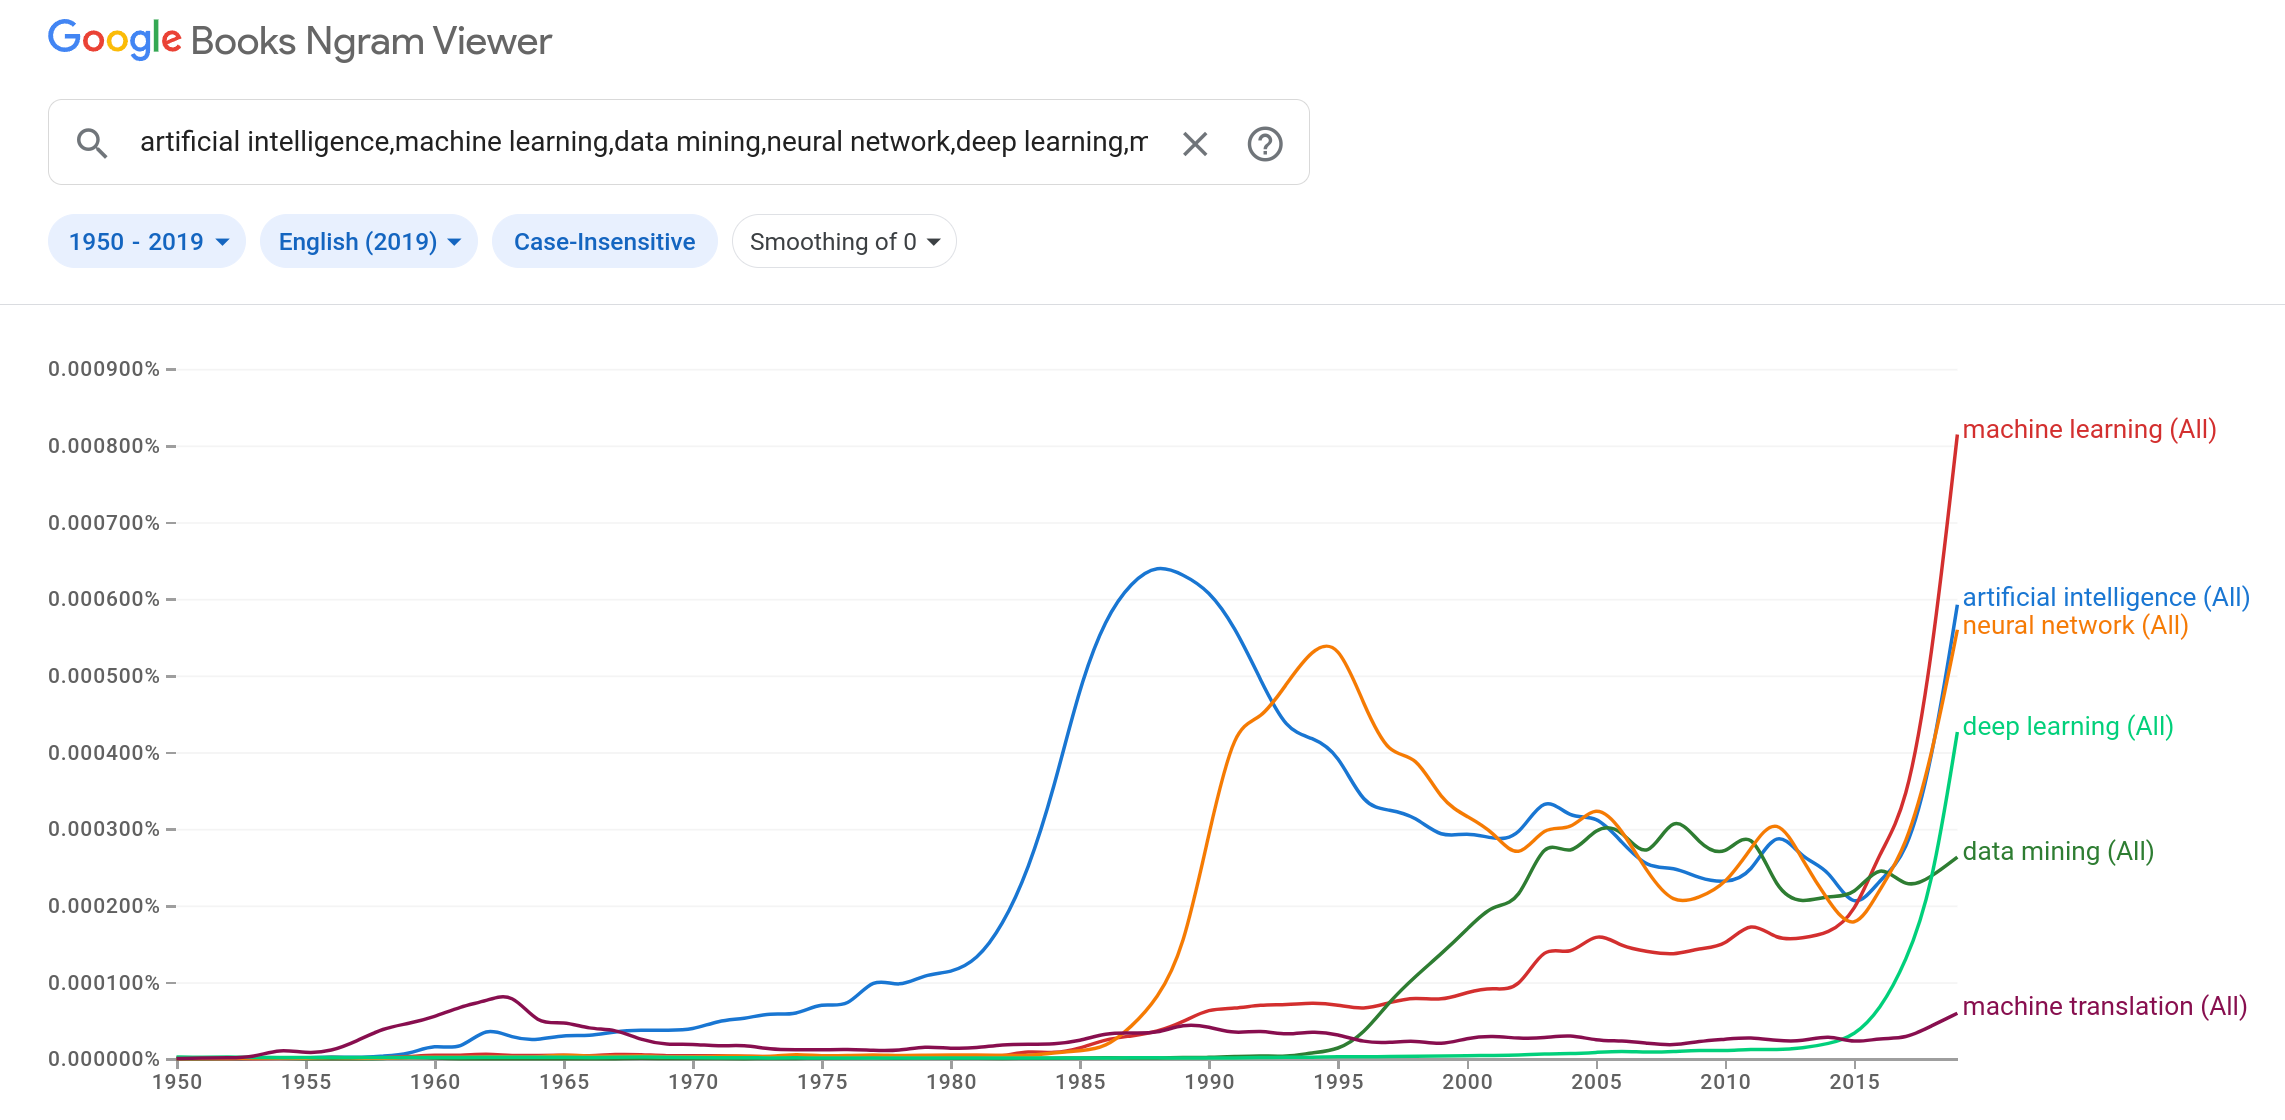 Google Books Ngram Viewer
artificial intelligence,machine learning,data mining,neural network,deep learning,m
1950 - 2019 English (2019) Case-Insensitive Smoothing of 0
0.000900%
0.000800%
0.000700%
0.000600%
0.000500%
0.000400%
0.000300%
0.000200%
0.000100%
0.000000%
machine learning (All)
artificial intelligence (All)
neural network (All)
deep learning (All)
data mining (All)
machine translation (All)
1950 1955 1960 1965 1970 1975 1980 1985 1990 1995 2000 2005 2010 2015